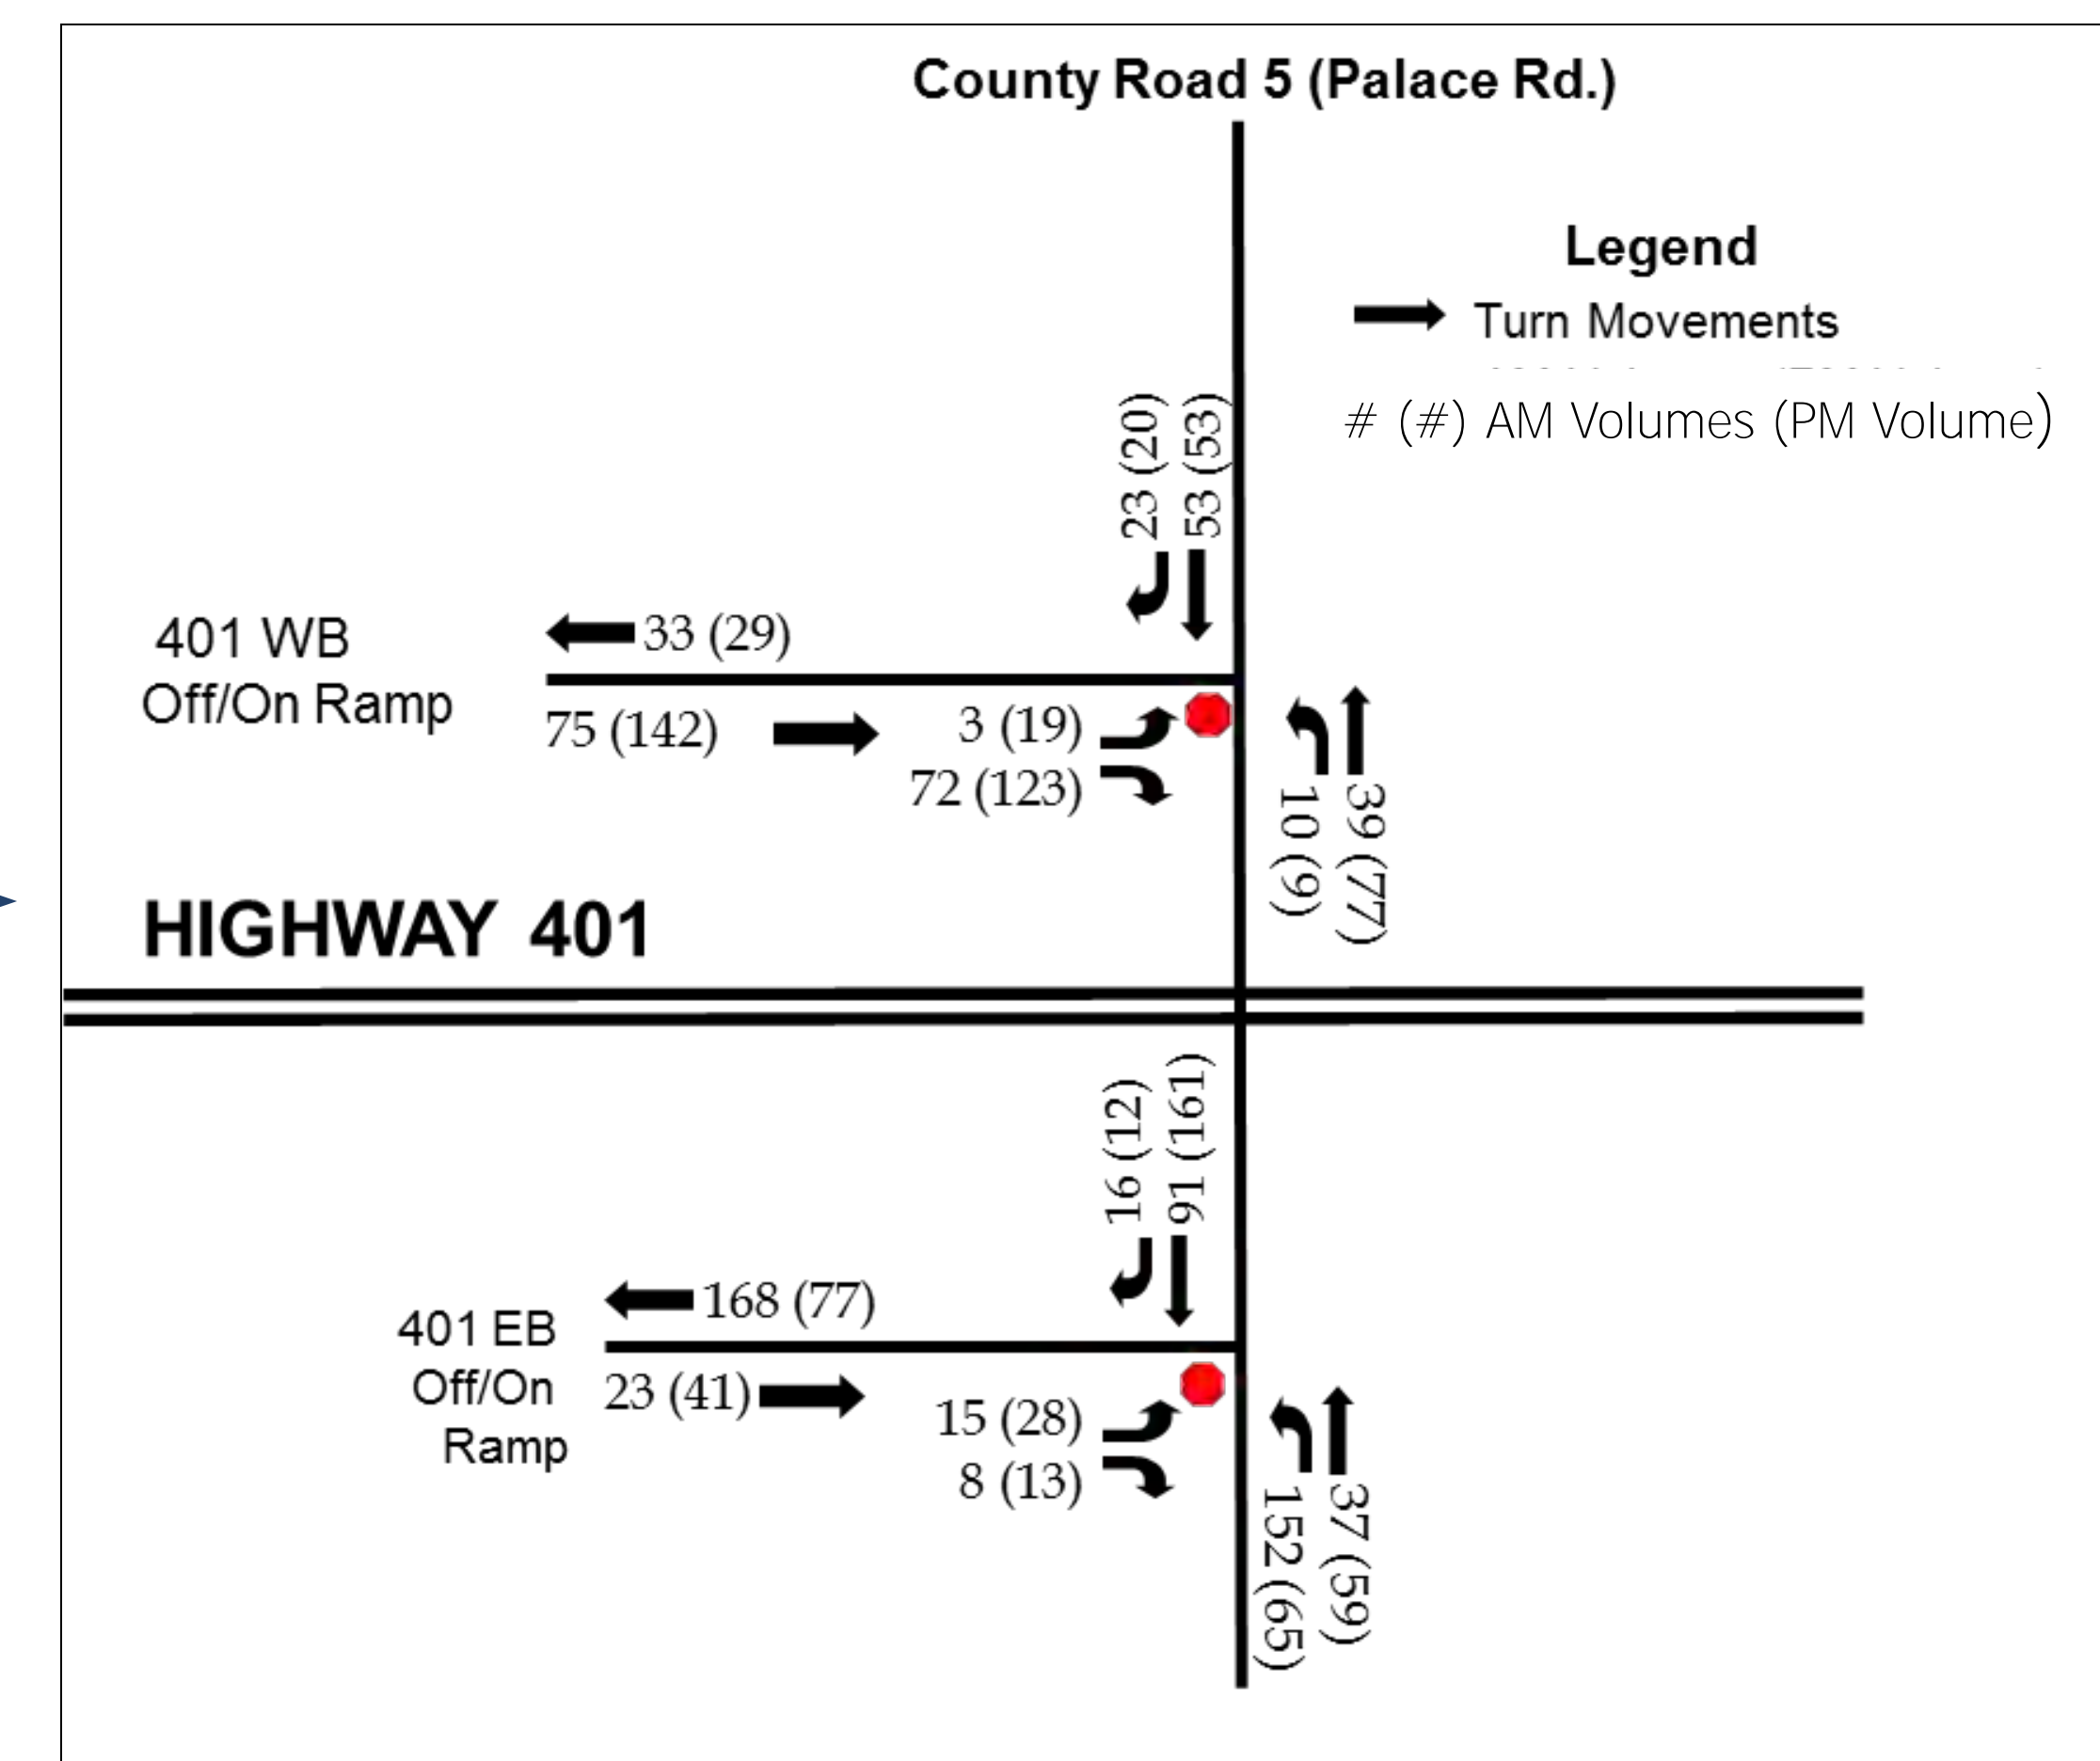 County Road 5 (Palace Rd.)
Legend
Turn Movements
# (#) AM Volumes (PM Volume)
23 (20)
53 (53)
401 WB
Off/On Ramp
33 (29)
75 (142)
3 (19)
72 (123)
10 (9)
39 (77)
HIGHWAY 401
16 (12)
91 (161)
401 EB
Off/On
Ramp
168 (77)
23 (41)
15 (28)
8 (13)
152 (65)
37 (59)